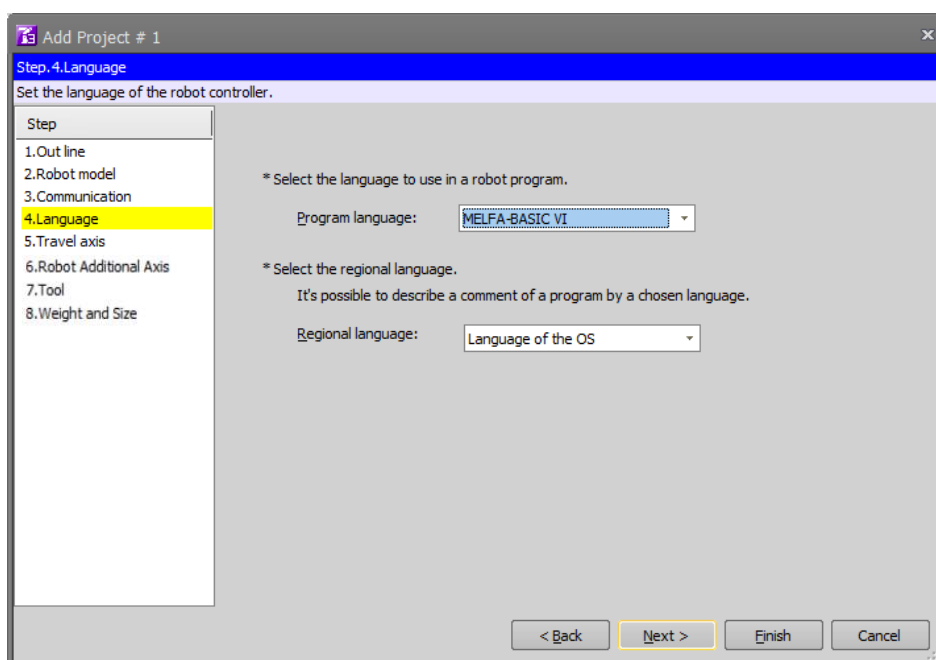 Add Project # 1
Step.4.Language
Set the language of the robot controller.
Step
1.Out line
2.Robot model
3.Communication
4.Language
5.Travel axis
6.Robot Additional Axis
7.Tool
8.Weight and Size
* Select the language to use in a robot program.
Program language: MELFA-BASIC VI
* Select the regional language.
It's possible to describe a comment of a program by a chosen language.
Regional language: Language of the OS
< Back Next > Finish Cancel